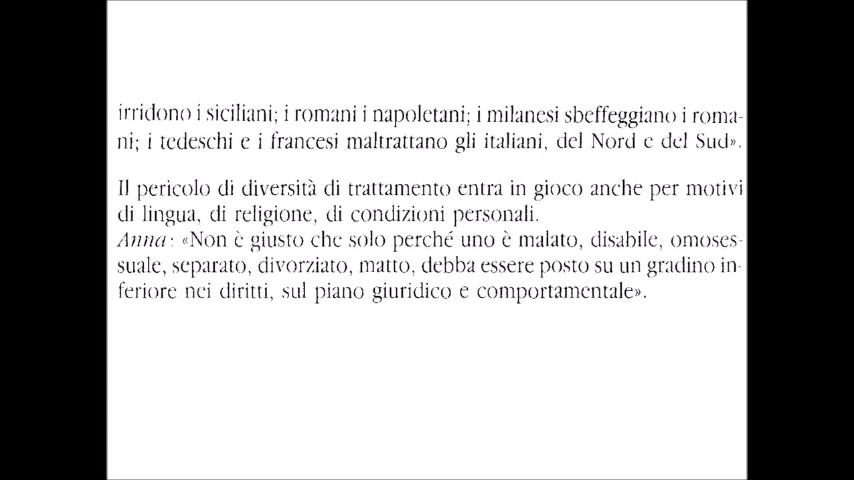 irridono i siciliani; i romani i napoletani; i milanesi sbeffeggiano i roma-
ni; i tedeschi e i francesi maltrattano gli italiani, del Nord e del Sud».
Il pericolo di diversità di trattamento entra in gioco anche per motivi
di lingua, di religione, di condizioni personali.
Anna: «Non è giusto che solo perché uno è malato, disabile, omoses-
suale, separato, divorziato, matto, debba essere posto su un gradino in-
feriore nei diritti, sul piano giuridico e comportamentale».